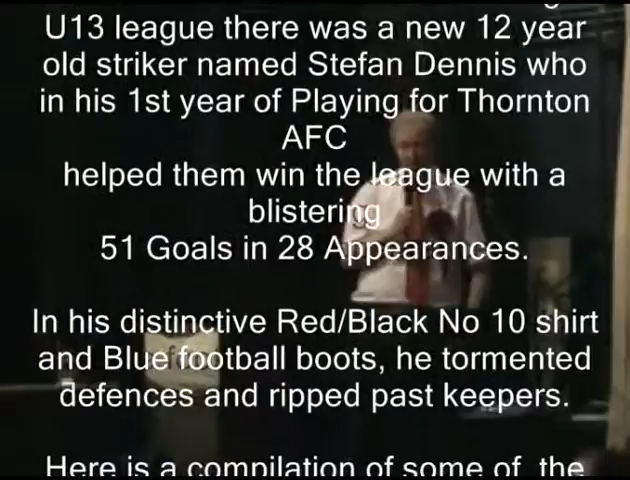 U13 league there was a new 12 year
old striker named Stefan Dennis who
in his 1st year of Playing for Thornton
AFC
helped them win the league with a
blistering
51 Goals in 28 Appearances.
In his distinctive Red/Black No 10 shirt
and Blue football boots, he tormented
defences and ripped past keepers.
Here is a compilation of some of the